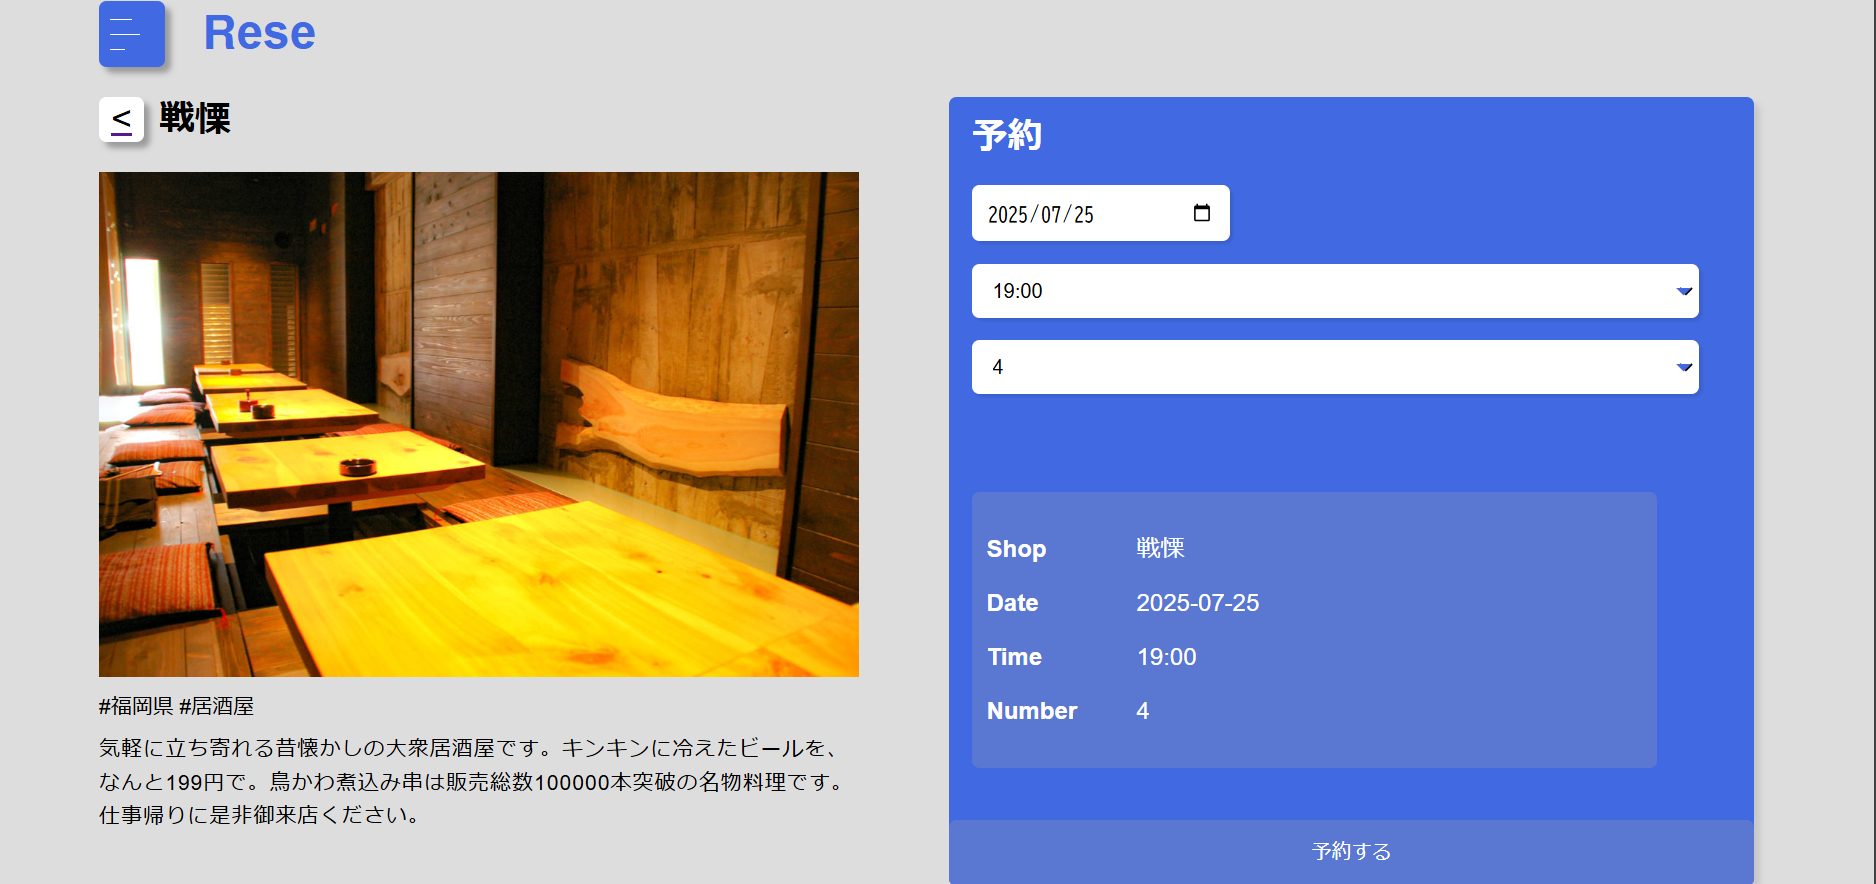 Rese
< 戦慄
#福岡県 #居酒屋
気軽に立ち寄れる昔懐かしの大衆居酒屋です。キンキンに冷えたビールを、
なんと199円で。鳥かわ煮込み串は販売総数100000本突破の名物料理です。
仕事帰りに是非御来店ください。
予約
2025/07/25
19:00
4
Shop 戦慄
Date 2025-07-25
Time 19:00
Number 4
予約する